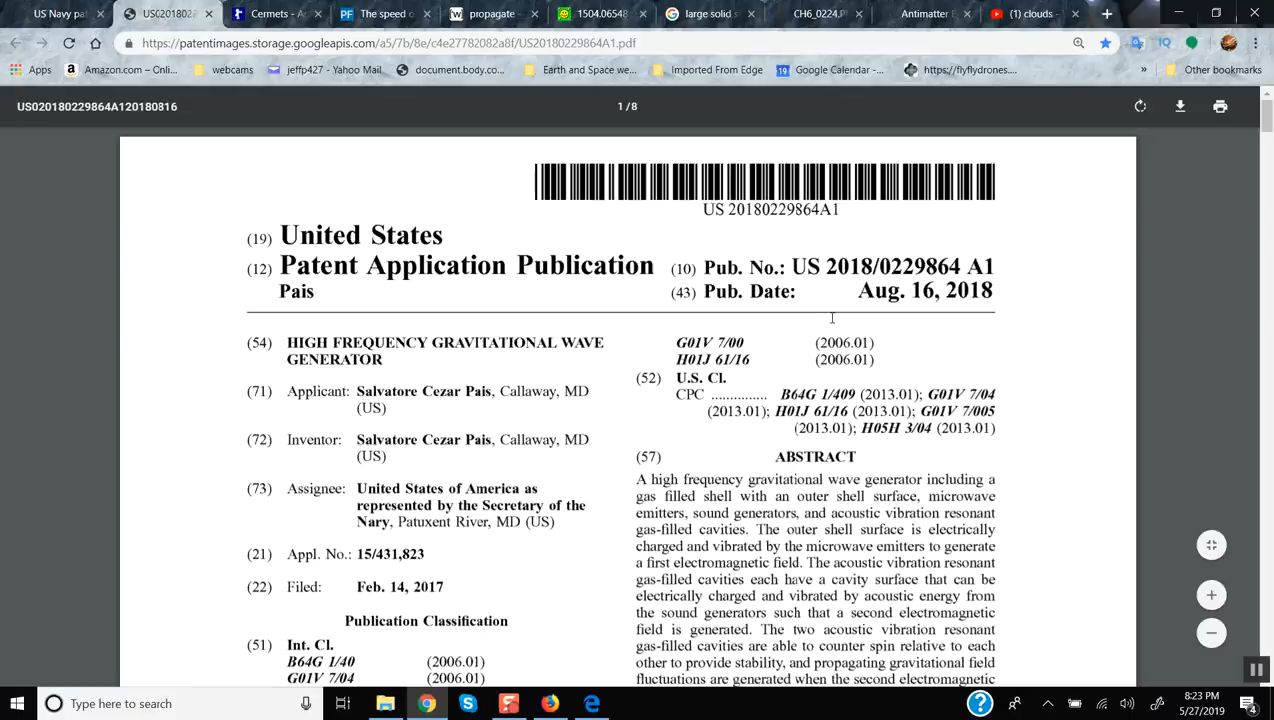 US Navy pat
US0201802
Cermets - A
The speed o
propagate
1504.06548
large solid s
CH6_0224.P
Antimatter E
(1) clouds -
https://patentimages.storage.googleapis.com/a5/7b/8e/c4e27782082a8f/US20180229864A1.pdf
Apps
Amazon.com – Onli...
webcams
jeffp427 - Yahoo Mail
document.body.co...
Earth and Space we...
Imported From Edge
Google Calendar -...
https://flyflydrones....
»
Other bookmarks
US020180229864A120180816
1 / 8
US 20180229864A1
(19) United States
(12) Patent Application Publication
Pais
(10) Pub. No.: US 2018/0229864 A1
(43) Pub. Date: Aug. 16, 2018
(54) HIGH FREQUENCY GRAVITATIONAL WAVE
GENERATOR
(71) Applicant: Salvatore Cezar Pais, Callaway, MD
(US)
(72) Inventor: Salvatore Cezar Pais, Callaway, MD
(US)
(73) Assignee: United States of America as
represented by the Secretary of the
Navy, Patuxent River, MD (US)
(21) Appl. No.: 15/431,823
(22) Filed: Feb. 14, 2017
Publication Classification
(51) Int. Cl.
B64G 1/40 (2006.01)
G01V 7/04 (2006.01)
G01V 7/00 (2006.01)
H01J 61/16 (2006.01)
(52) U.S. Cl.
CPC ............... B64G 1/409 (2013.01); G01V 7/04
(2013.01); H01J 61/16 (2013.01); G01V 7/005
(2013.01); H05H 3/04 (2013.01)
(57) ABSTRACT
A high frequency gravitational wave generator including a
gas filled shell with an outer shell surface, microwave
emitters, sound generators, and acoustic vibration resonant
gas-filled cavities. The outer shell surface is electrically
charged and vibrated by the microwave emitters to generate
a first electromagnetic field. The acoustic vibration resonant
gas-filled cavities each have a cavity surface that can be
electrically charged and vibrated by acoustic energy from
the sound generators such that a second electromagnetic
field is generated. The two acoustic vibration resonant
gas-filled cavities are able to counter spin relative to each
other to provide stability, and propagating gravitational field
fluctuations are generated when the second electromagnetic
Type here to search
8:23 PM
5/27/2019
4